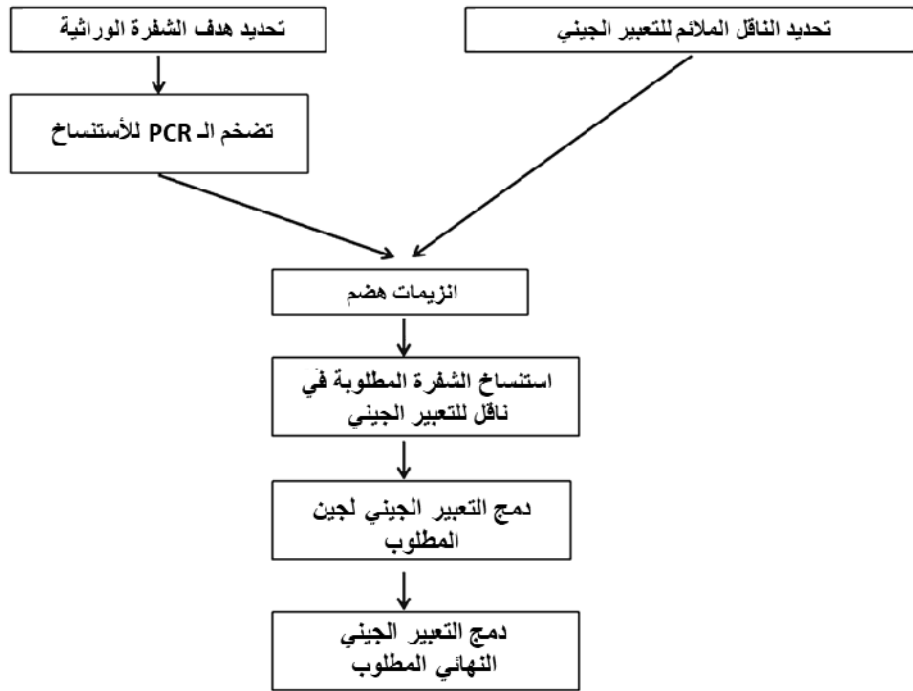 تحديد هدف الشفرة الوراثية
تحديد الناقل الملائم للتعبير الجيني
تضخم الـ PCR للأستنساخ
انزيمات هضم
استنساخ الشفرة المطلوبة في
ناقل للتعبير الجيني
دمج التعبير الجيني لجين
المطلوب
دمج التعبير الجيني
النهائي المطلوب